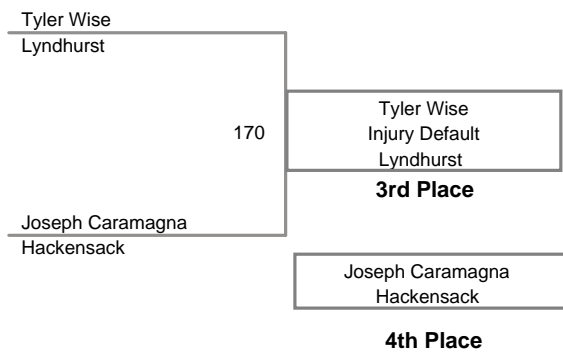 Tyler Wise
Lyndhurst
170
Tyler Wise
Injury Default
Lyndhurst
3rd Place
Joseph Caramagna
Hackensack
Joseph Caramagna
Hackensack
4th Place